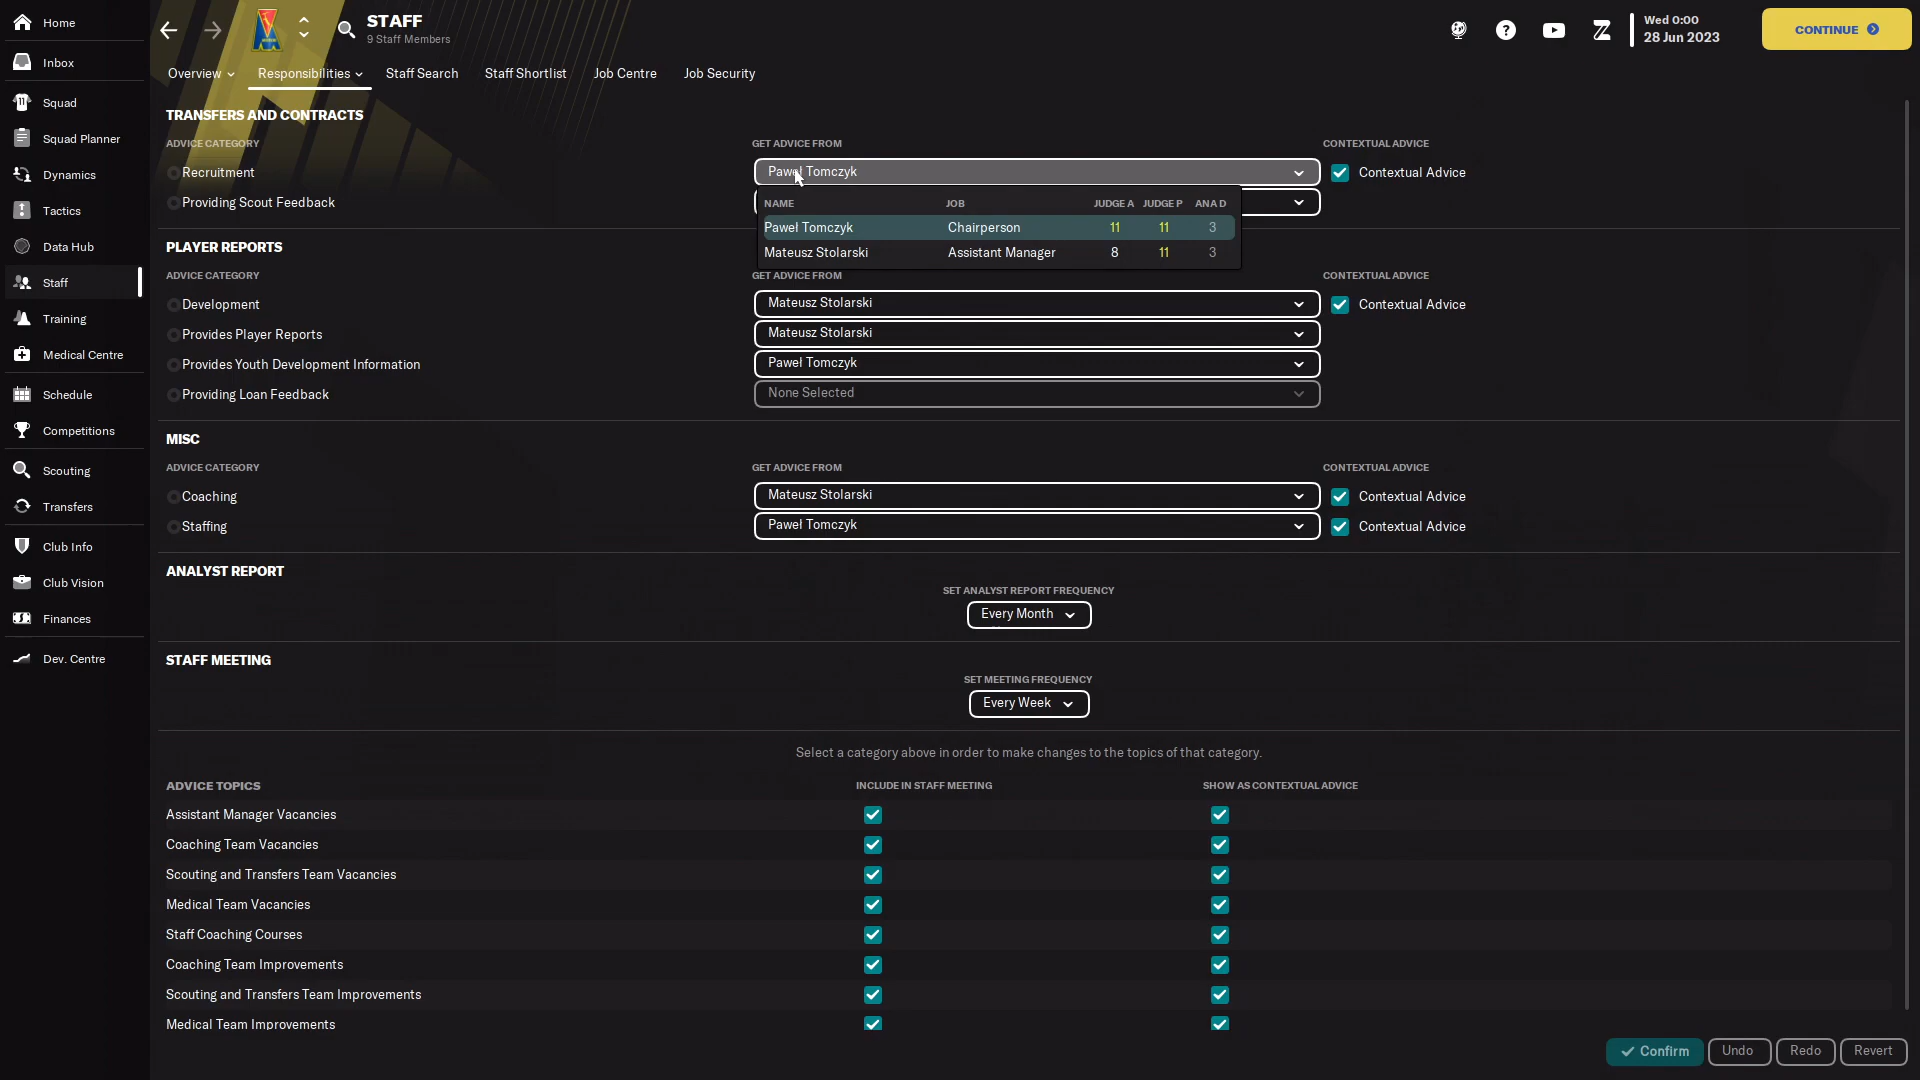 Home
Inbox
Squad
Squad Planner
Dynamics
Tactics
Data Hub
Staff
Training
Medical Centre
Schedule
Competitions
Scouting
Transfers
Club Info
Club Vision
Finances
Dev. Centre
STAFF
9 Staff Members
Wed 0:00
28 Jun 2023
CONTINUE
Overview Responsibilities Staff Search Staff Shortlist Job Centre Job Security
TRANSFERS AND CONTRACTS
ADVICE CATEGORY GET ADVICE FROM CONTEXTUAL ADVICE
Recruitment Paweł Tomczyk Contextual Advice
Providing Scout Feedback
NAME JOB JUDGE A JUDGE P ANA D
Paweł Tomczyk Chairperson 11 11 3
Mateusz Stolarski Assistant Manager 8 11 3
PLAYER REPORTS
ADVICE CATEGORY GET ADVICE FROM CONTEXTUAL ADVICE
Development Mateusz Stolarski Contextual Advice
Provides Player Reports Mateusz Stolarski
Provides Youth Development Information Paweł Tomczyk
Providing Loan Feedback None Selected
MISC
ADVICE CATEGORY GET ADVICE FROM CONTEXTUAL ADVICE
Coaching Mateusz Stolarski Contextual Advice
Staffing Paweł Tomczyk Contextual Advice
ANALYST REPORT
SET ANALYST REPORT FREQUENCY
Every Month
STAFF MEETING
SET MEETING FREQUENCY
Every Week
Select a category above in order to make changes to the topics of that category.
ADVICE TOPICS INCLUDE IN STAFF MEETING SHOW AS CONTEXTUAL ADVICE
Assistant Manager Vacancies
Coaching Team Vacancies
Scouting and Transfers Team Vacancies
Medical Team Vacancies
Staff Coaching Courses
Coaching Team Improvements
Scouting and Transfers Team Improvements
Medical Team Improvements
Confirm Undo Redo Revert